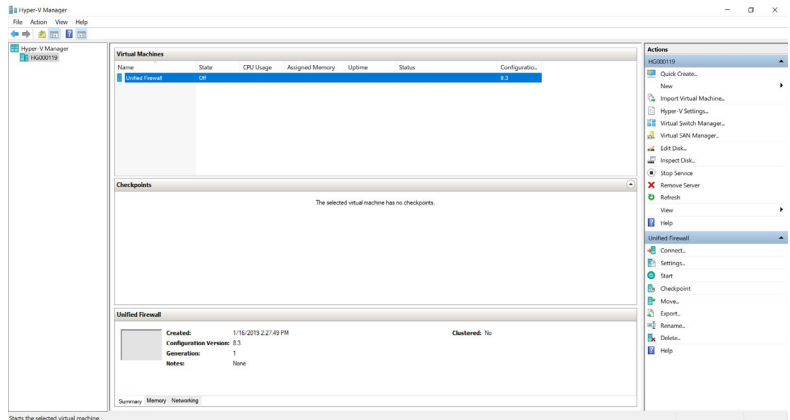 Hyper-V Manager
File Action View Help
Hyper-V Manager
HG000119
Virtual Machines
Name State CPU Usage Assigned Memory Uptime Status Configuratio...
Unified Firewall Off 8.3
Checkpoints
The selected virtual machine has no checkpoints.
Unified Firewall
Created: 1/16/2019 2:27:49 PM Clustered: No
Configuration Version: 8.3
Generation: 1
Notes: None
Summary Memory Networking
Actions
HG000119
Quick Create...
New
Import Virtual Machine...
Hyper-V Settings...
Virtual Switch Manager...
Virtual SAN Manager...
Edit Disk...
Inspect Disk...
Stop Service
Remove Server
Refresh
View
Help
Unified Firewall
Connect...
Settings...
Start
Checkpoint
Move...
Export...
Rename...
Delete...
Help
Starts the selected virtual machine.